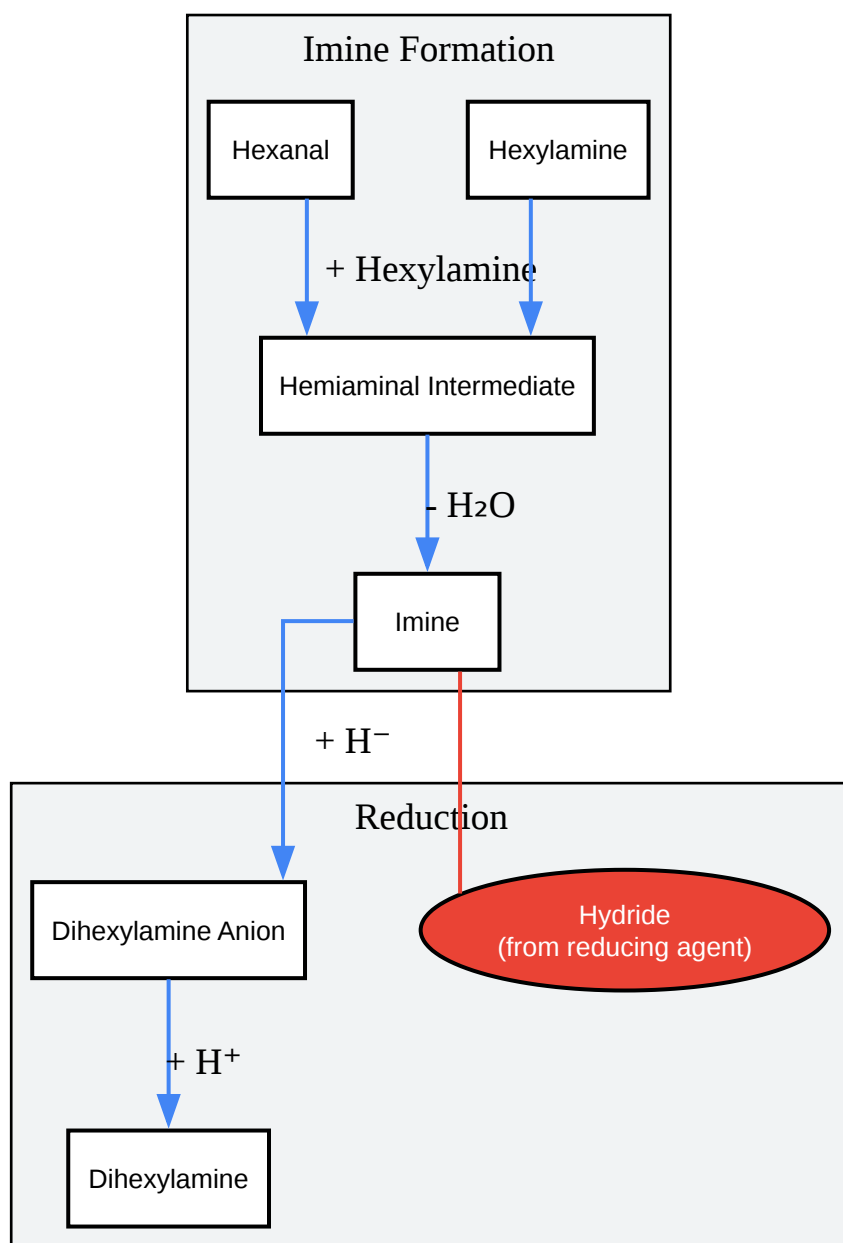 Imine Formation
Hexanal
Hexylamine
+ Hexylamine
Hemiaminal Intermediate
- H₂O
Imine
+ H⁻
Reduction
Dihexylamine Anion
Hydride
(from reducing agent)
+ H⁺
Dihexylamine